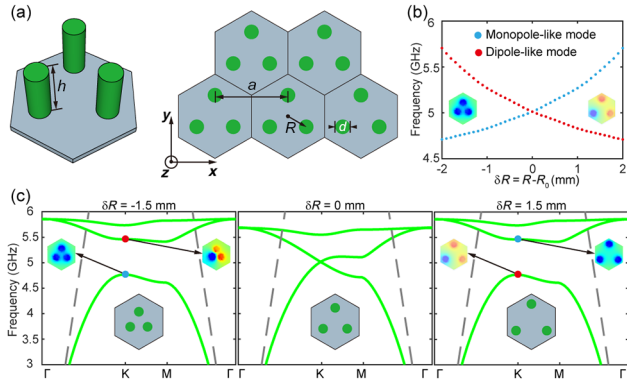 (a)
h
a
R
d
y
z
x
(b)
Frequency (GHz)
6
5.5
5
4.5
Monopole-like mode
Dipole-like mode
-2
-1
0
1
2
δR = R-R₀(mm)
(c)
δR = -1.5 mm
δR = 0 mm
δR = 1.5 mm
Frequency (GHz)
6
5.5
5
4.5
4
3.5
3
Γ K M Γ
Γ K M Γ
Γ K M Γ